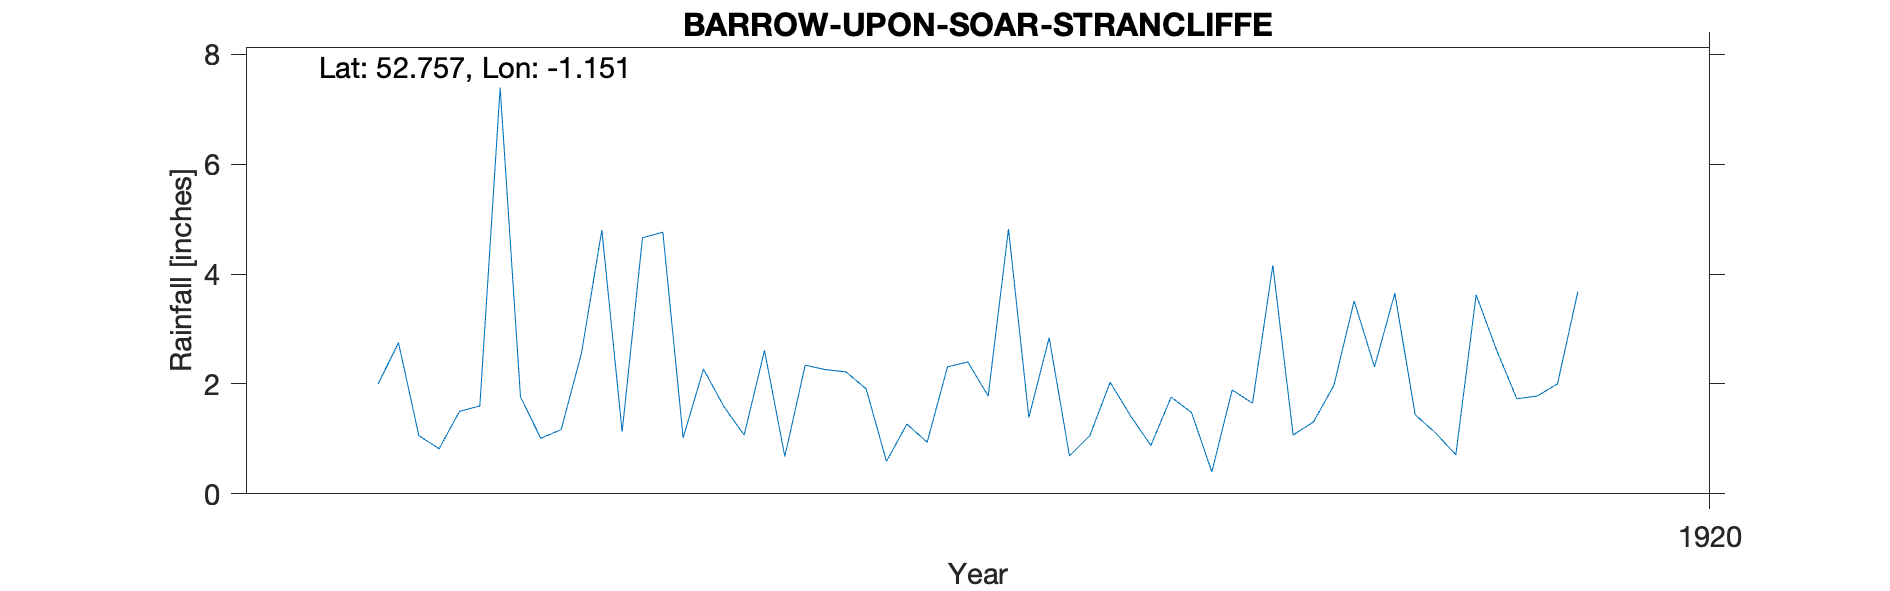 BARROW-UPON-SOAR-STRANCLIFFE
Lat: 52.757, Lon: -1.151
8
6
4
2
0
Rainfall [inches]
1920
Year